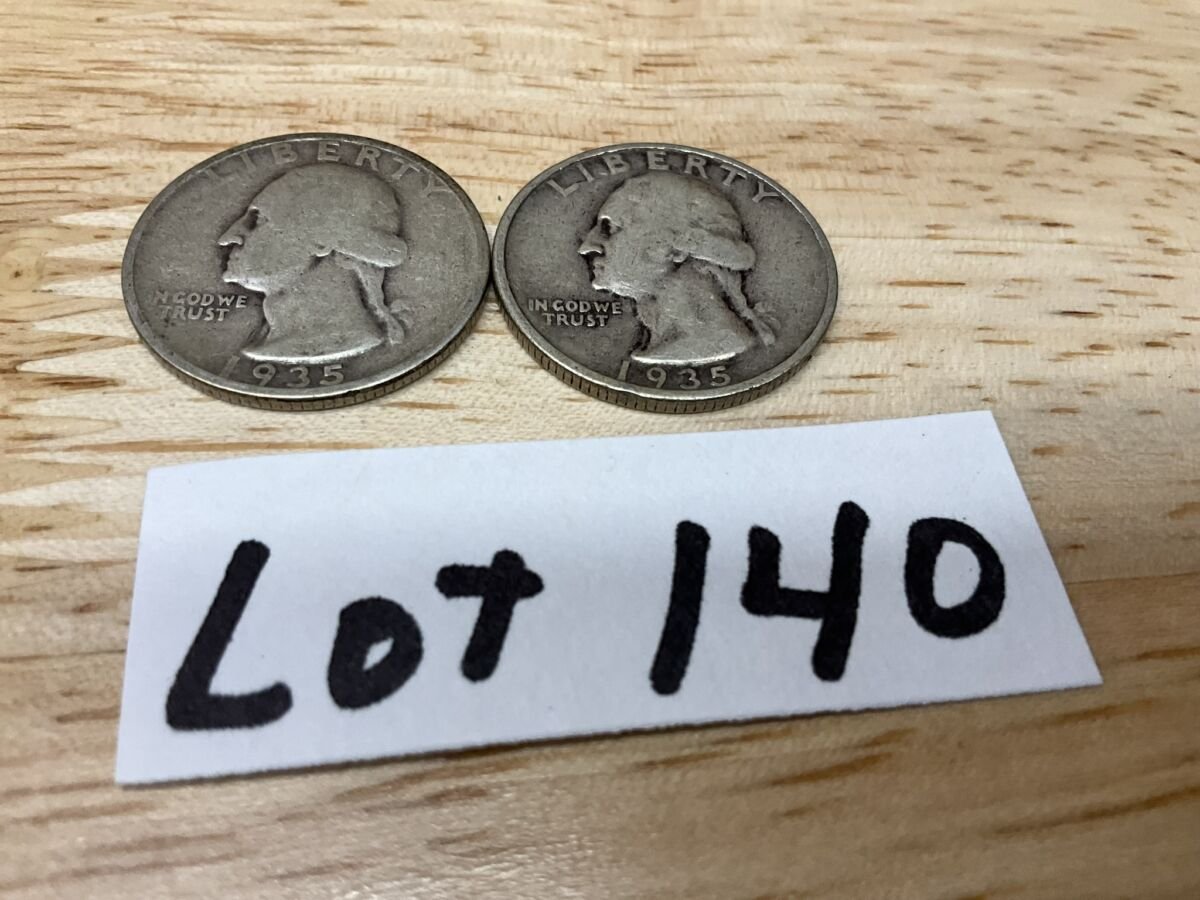 LIBERTY
IN GOD WE
TRUST
1935
LIBERTY
IN GOD WE
TRUST
1935
Lot 140